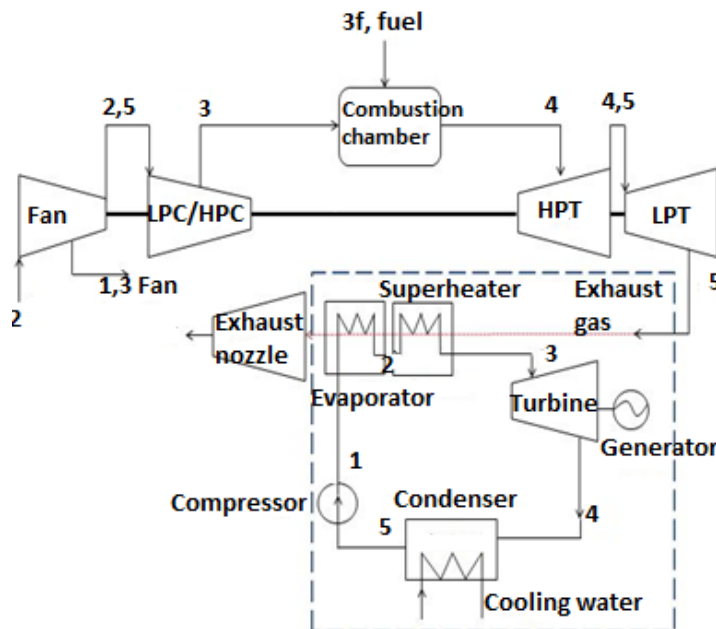 3f, fuel
2,5
3
Combustion
chamber
4
4,5
Fan
LPC/HPC
HPT
LPT
1,3 Fan
2
5
Superheater
Exhaust
gas
Exhaust
nozzle
2
3
Evaporator
Turbine
Generator
1
Compressor
Condenser
5
4
Cooling water